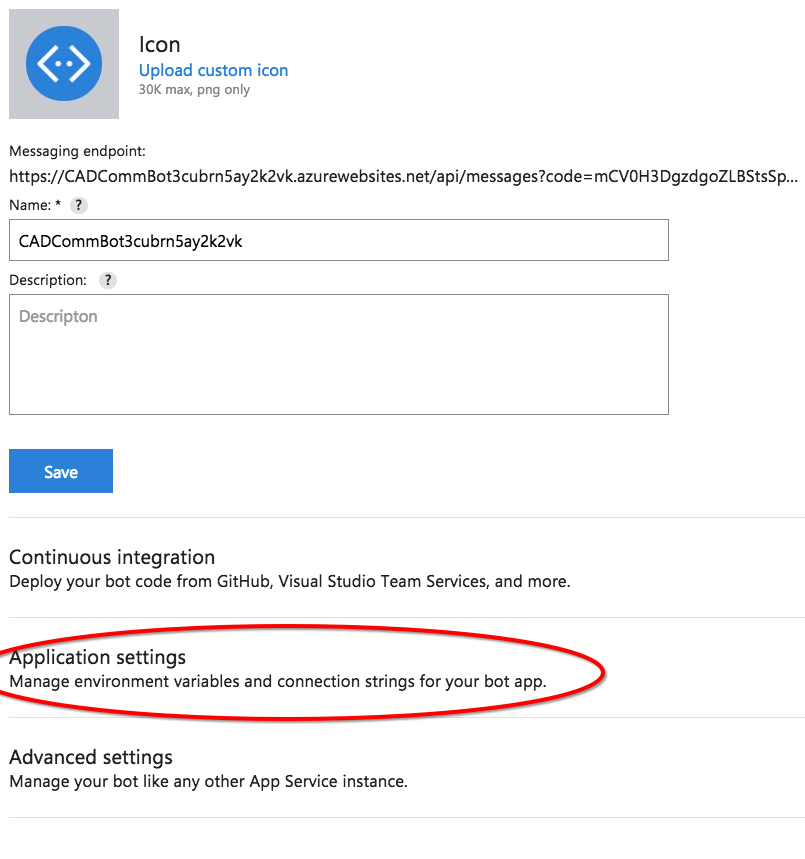 Icon
Upload custom icon
30K max, png only
Messaging endpoint:
https://CADCommBot3cubrn5ay2k2vk.azurewebsites.net/api/messages?code=mCV0H3DgzdgoZLBStsSp...
Name: * ?
CADCommBot3cubrn5ay2k2vk
Description: ?
Descripton
Save
Continuous integration
Deploy your bot code from GitHub, Visual Studio Team Services, and more.
Application settings
Manage environment variables and connection strings for your bot app.
Advanced settings
Manage your bot like any other App Service instance.